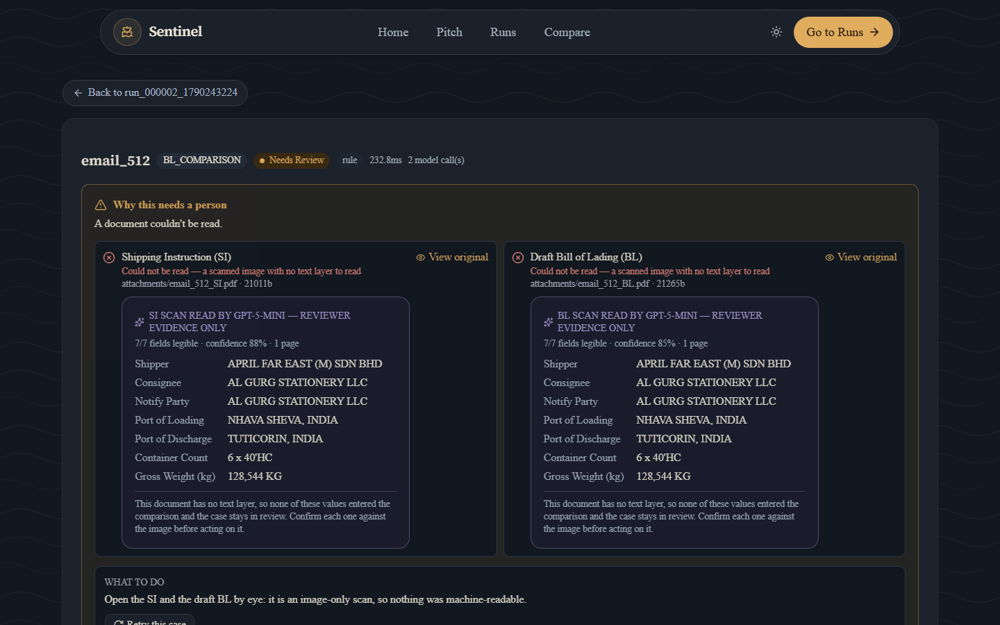 Sentinel
Home
Pitch
Runs
Compare
Go to Runs
Back to run_000002_1790243224
email_512
BL_COMPARISON
Needs Review
rule
232.8ms
2 model call(s)
Why this needs a person
A document couldn't be read.
Shipping Instruction (SI)
View original
Could not be read — a scanned image with no text layer to read
attachments/email_512_SI.pdf · 21011b
SI SCAN READ BY GPT-5-MINI — REVIEWER
EVIDENCE ONLY
7/7 fields legible · confidence 88% · 1 page
Shipper APRIL FAR EAST (M) SDN BHD
Consignee AL GURG STATIONERY LLC
Notify Party AL GURG STATIONERY LLC
Port of Loading NHAVA SHEVA, INDIA
Port of Discharge TUTICORIN, INDIA
Container Count 6 x 40'HC
Gross Weight (kg) 128,544 KG
This document has no text layer, so none of these values entered the
comparison and the case stays in review. Confirm each one against
the image before acting on it.
Draft Bill of Lading (BL)
View original
Could not be read — a scanned image with no text layer to read
attachments/email_512_BL.pdf · 21265b
BL SCAN READ BY GPT-5-MINI — REVIEWER
EVIDENCE ONLY
7/7 fields legible · confidence 85% · 1 page
Shipper APRIL FAR EAST (M) SDN BHD
Consignee AL GURG STATIONERY LLC
Notify Party AL GURG STATIONERY LLC
Port of Loading NHAVA SHEVA, INDIA
Port of Discharge TUTICORIN, INDIA
Container Count 6 x 40'HC
Gross Weight (kg) 128,544 KG
This document has no text layer, so none of these values entered the
comparison and the case stays in review. Confirm each one against
the image before acting on it.
WHAT TO DO
Open the SI and the draft BL by eye: it is an image-only scan, so nothing was machine-readable.
Retry this case